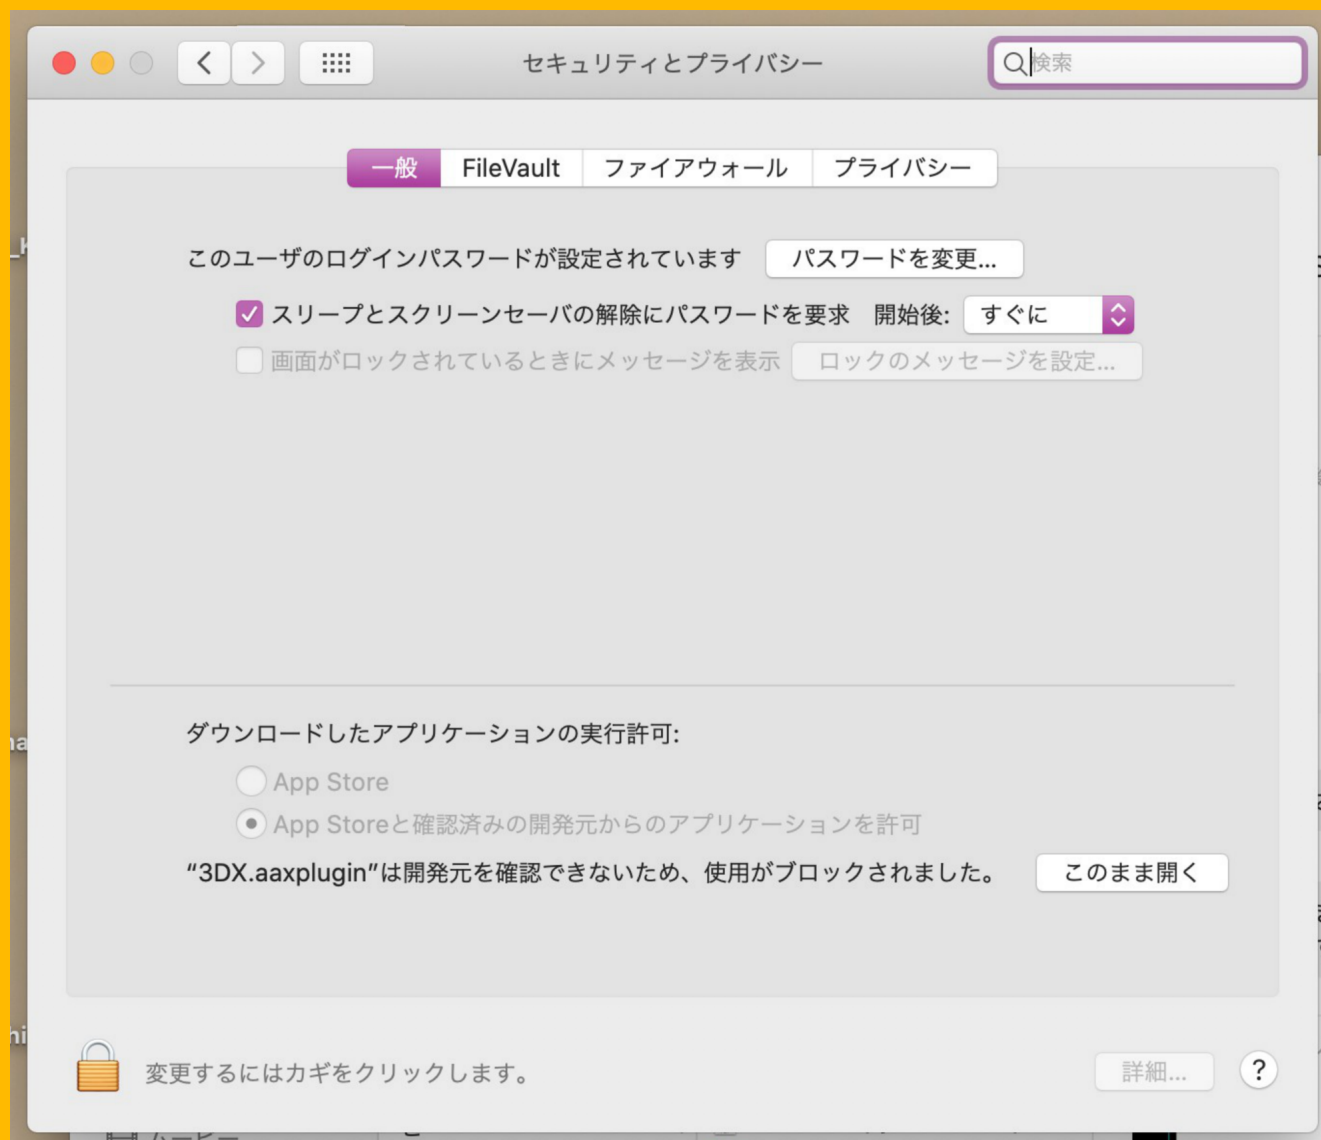 セキュリティとプライバシー
検索
一般 FileVault ファイアウォール プライバシー
このユーザのログインパスワードが設定されています パスワードを変更...
スリープとスクリーンセーバの解除にパスワードを要求 開始後: すぐに
画面がロックされているときにメッセージを表示 ロックのメッセージを設定...
ダウンロードしたアプリケーションの実行許可:
App Store
App Storeと確認済みの開発元からのアプリケーションを許可
“3DX.aaxplugin”は開発元を確認できないため、使用がブロックされました。 このまま開く
変更するにはカギをクリックします。 詳細... ?